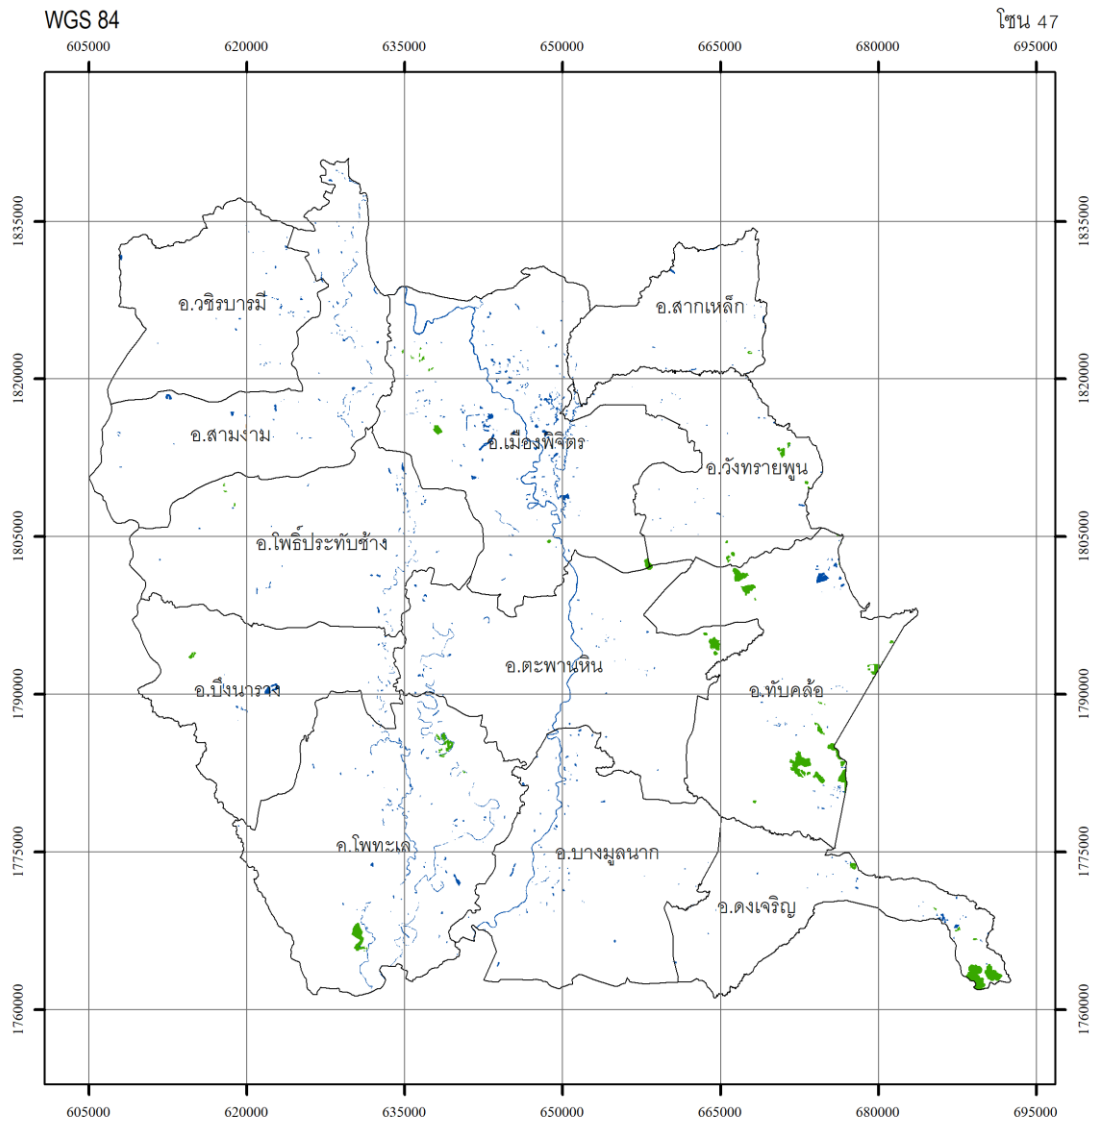 WGS 84
โซน 47
605000 620000 635000 650000 665000 680000 695000
1835000 1835000
อ.วชิรบารมี
อ.สากเหล็ก
1820000 1820000
อ.สามงาม
อ.เมืองพิจิตร
อ.วังทรายพูน
1805000 1805000
อ.โพธิ์ประทับช้าง
อ.ตะพานหิน
1790000 1790000
อ.บึงนาราง
อ.ทับคล้อ
1775000 1775000
อ.โพทะเล
อ.บางมูลนาก
อ.ดงเจริญ
1760000 1760000
605000 620000 635000 650000 665000 680000 695000